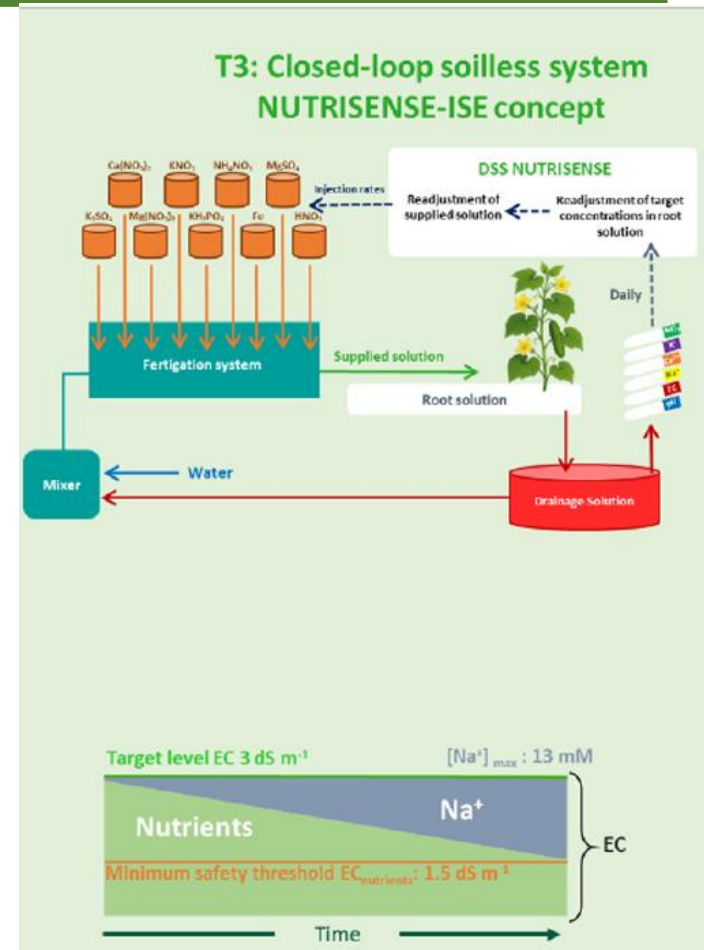 T3: Closed-loop soilless system
NUTRISENSE-ISE concept
Ca(NO₃)₂ KNO₃ NH₄NO₃ MgSO₄
K₂SO₄ Mg(NO₃)₂ KH₂PO₄ Fe HNO₃
Injection rates
DSS NUTRISENSE
Readjustment of
supplied solution
Readjustment of target
concentrations in root
solution
Daily
Fertigation system
Supplied solution
Root solution
K⁺
Na⁺
EC
pH
Mixer
Water
Drainage Solution
Target level EC 3 dS m⁻¹
[Na⁺] max : 13 mM
Nutrients
Na⁺
EC
Minimum safety threshold ECnutrients: 1.5 dS m⁻¹
Time